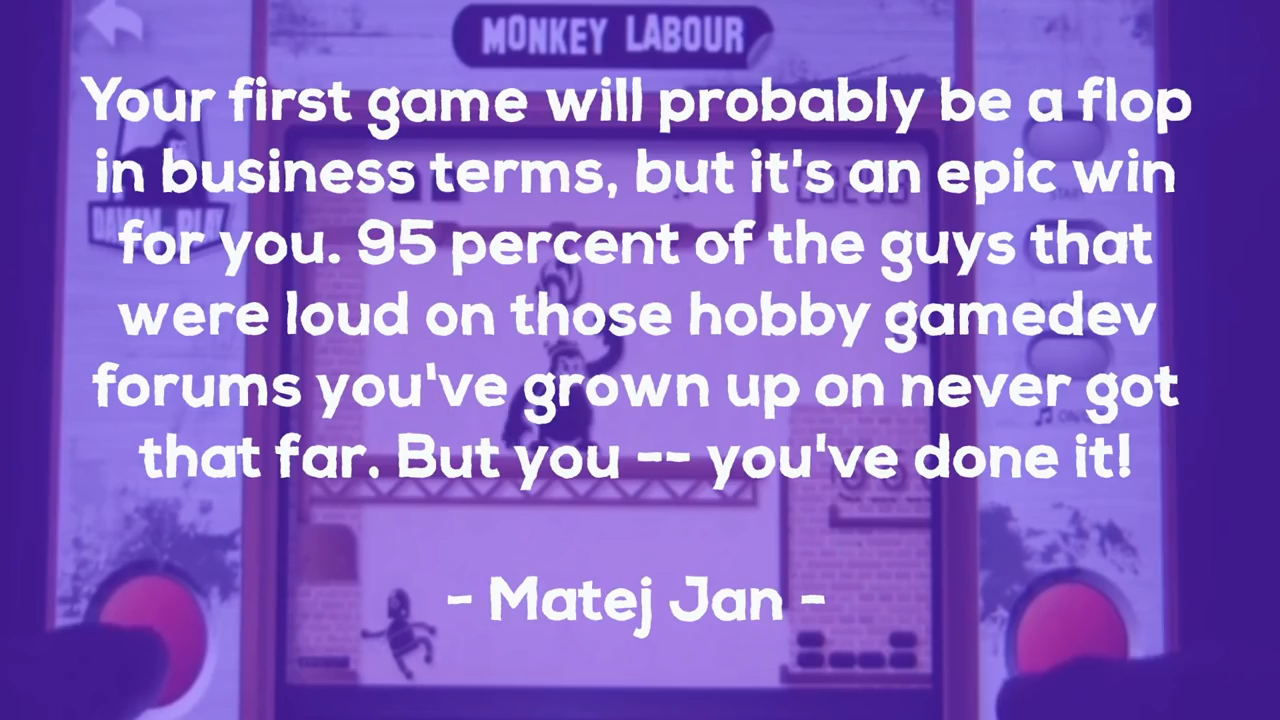 MONKEY LABOUR
Your first game will probably be a flop
in business terms, but it's an epic win
for you. 95 percent of the guys that
were loud on those hobby gamedev
forums you've grown up on never got
that far. But you -- you've done it!
- Matej Jan -